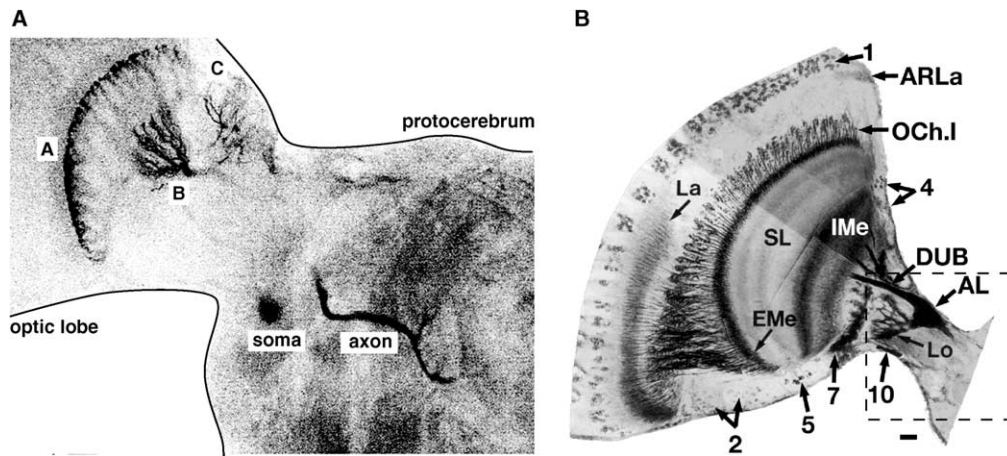 A
C
protocerebrum
A
B
optic lobe
soma
axon
B
1
ARLa
OCh.I
La
4
SL
IMe
DUB
AL
EMe
Lo
7
10
5
2